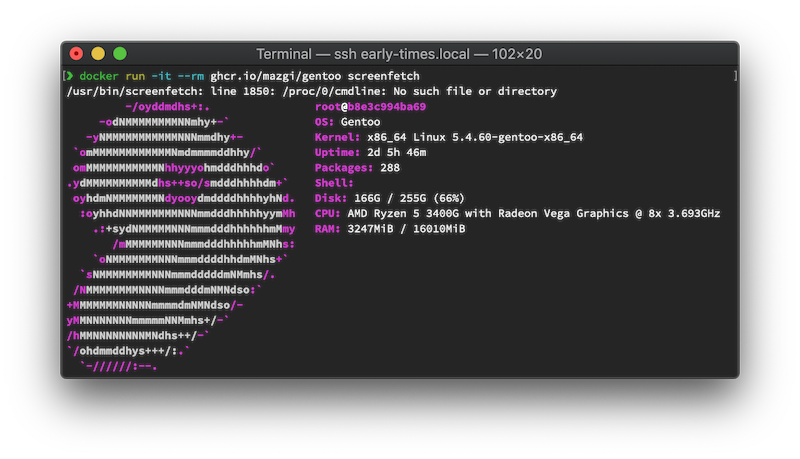 Terminal — ssh early-times.local — 102×20
[❯ docker run -it --rm ghcr.io/mazgi/gentoo screenfetch ]
/usr/bin/screenfetch: line 1850: /proc/0/cmdline: No such file or directory
         -/oyddmdhs+:.                root@b8e3c994ba69
     -odNMMMMMMMMNNmhy+-`             OS: Gentoo
   -yNMMMMMMMMMMMNNNmmdhy+-           Kernel: x86_64 Linux 5.4.60-gentoo-x86_64
 `omMMMMMMMMMMMMNmdmmmmddhhy/`        Uptime: 2d 5h 46m
 omMMMMMMMMMMMNhhyyyohmdddhhhdo`      Packages: 288
.ydMMMMMMMMMMdhs++so/smdddhhhhdm+`    Shell:
 oyhdmNMMMMMMMNdyooydmddddhhhhyhNd.   Disk: 166G / 255G (66%)
  :oyhhdNNMMMMMMMNNNmmdddhhhhhyymMh   CPU: AMD Ryzen 5 3400G with Radeon Vega Graphics @ 8x 3.693GHz
    .:+sydNMMMMMNNNmmmdddhhhhhhmMmy   RAM: 3247MiB / 16010MiB
       /mMMMMMMNNNmmmdddhhhhhmMNhs:
    `oNMMMMMMMNNNmmmddddhhdmMNhs+`
  `sNMMMMMMMMNNNmmmdddddmNMmhs/.
 /NMMMMMMMMNNNNmmmdddmNMNdso:`
+MMMMMMMNNNNNmmmmdmNMNdso/-
yMMNNNNNNNmmmmmNNMmhs+/-`
/hMMNNNNNNNNMNdhs++/-`
`/ohdmmddhys+++/:.`
  `-//////:--.